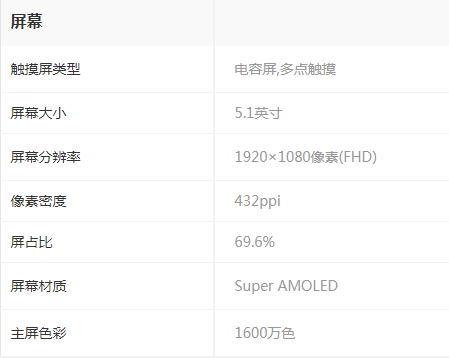 屏幕
触摸屏类型 电容屏,多点触摸
屏幕大小 5.1英寸
屏幕分辨率 1920×1080像素(FHD)
像素密度 432ppi
屏占比 69.6%
屏幕材质 Super AMOLED
主屏色彩 1600万色